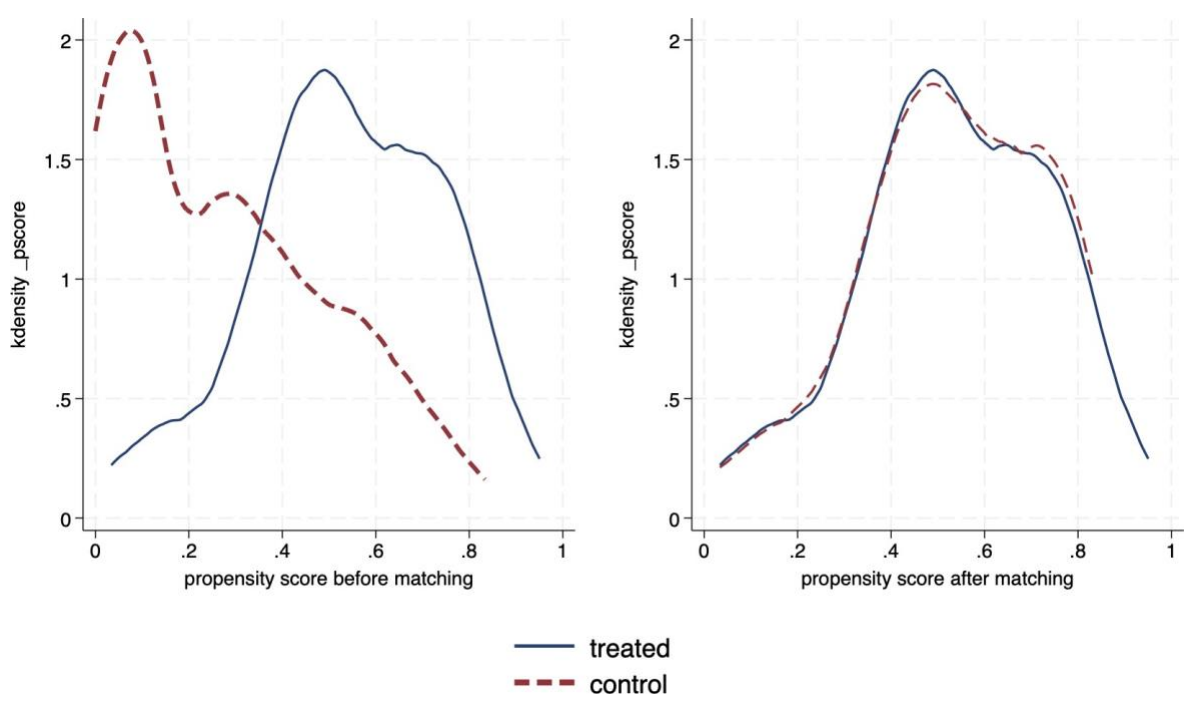 kdensity _pscore
2
1.5
1
.5
0
0 .2 .4 .6 .8 1
propensity score before matching
kdensity _pscore
2
1.5
1
.5
0
0 .2 .4 .6 .8 1
propensity score after matching
treated
control